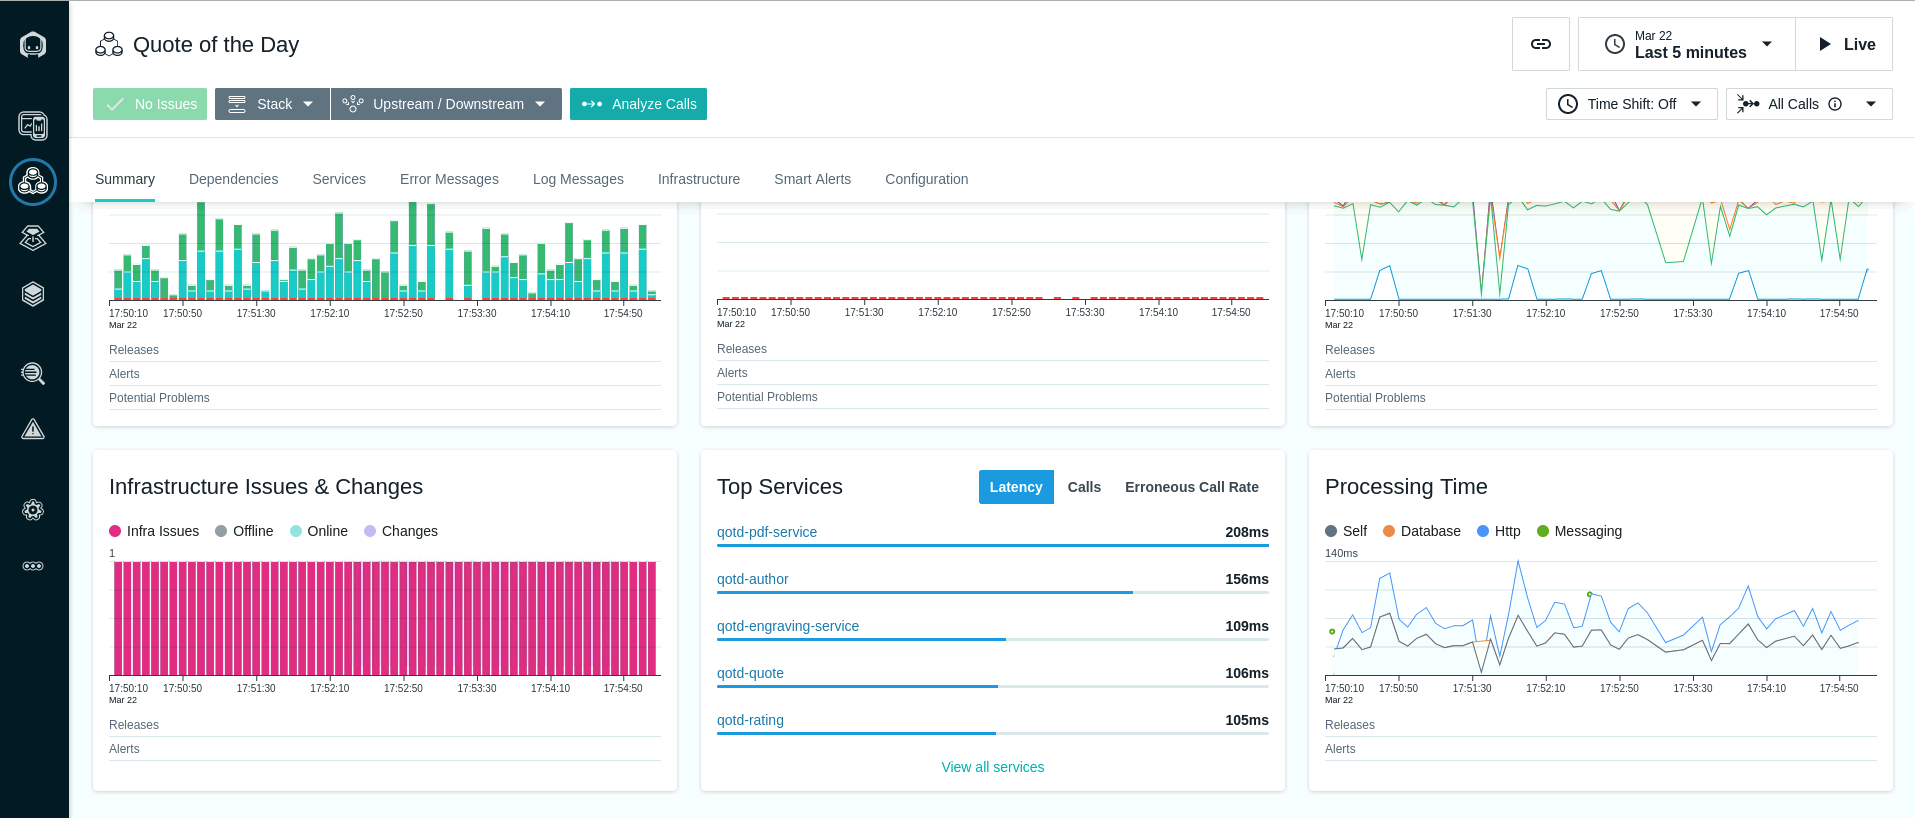 Quote of the Day
Mar 22
Last 5 minutes
Live
No Issues
Stack
Upstream / Downstream
Analyze Calls
Time Shift: Off
All Calls
Summary
Dependencies
Services
Error Messages
Log Messages
Infrastructure
Smart Alerts
Configuration
17:50:10 17:50:50 17:51:30 17:52:10 17:52:50 17:53:30 17:54:10 17:54:50
Mar 22
Releases
Alerts
Potential Problems
17:50:10 17:50:50 17:51:30 17:52:10 17:52:50 17:53:30 17:54:10 17:54:50
Mar 22
Releases
Alerts
Potential Problems
17:50:10 17:50:50 17:51:30 17:52:10 17:52:50 17:53:30 17:54:10 17:54:50
Mar 22
Releases
Alerts
Potential Problems
Infrastructure Issues & Changes
Infra Issues Offline Online Changes
1
17:50:10 17:50:50 17:51:30 17:52:10 17:52:50 17:53:30 17:54:10 17:54:50
Mar 22
Releases
Alerts
Top Services
Latency Calls Erroneous Call Rate
qotd-pdf-service 208ms
qotd-author 156ms
qotd-engraving-service 109ms
qotd-quote 106ms
qotd-rating 105ms
View all services
Processing Time
Self Database Http Messaging
140ms
17:50:10 17:50:50 17:51:30 17:52:10 17:52:50 17:53:30 17:54:10 17:54:50
Mar 22
Releases
Alerts